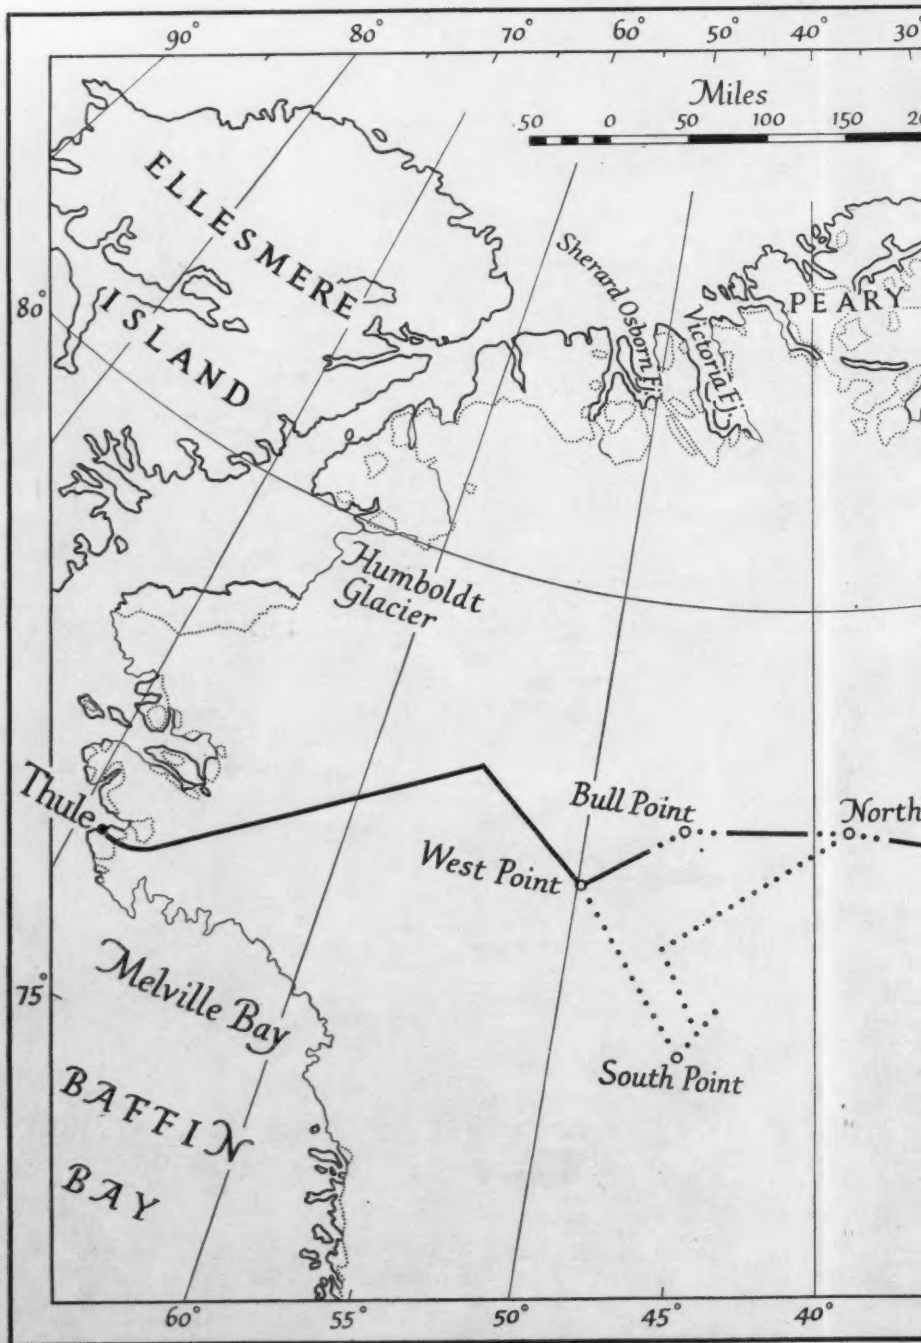 90° 80° 70° 60° 50° 40° 30°
Miles
50 0 50 100 150
ELLESMERE
ISLAND
Sherard Osborn Fj.
Victoria Fj.
PEARY
80°
Humboldt
Glacier
Thule
Bull Point
North
West Point
75°
Melville Bay
South Point
BAFFIN
BAY
60° 55° 50° 45° 40°